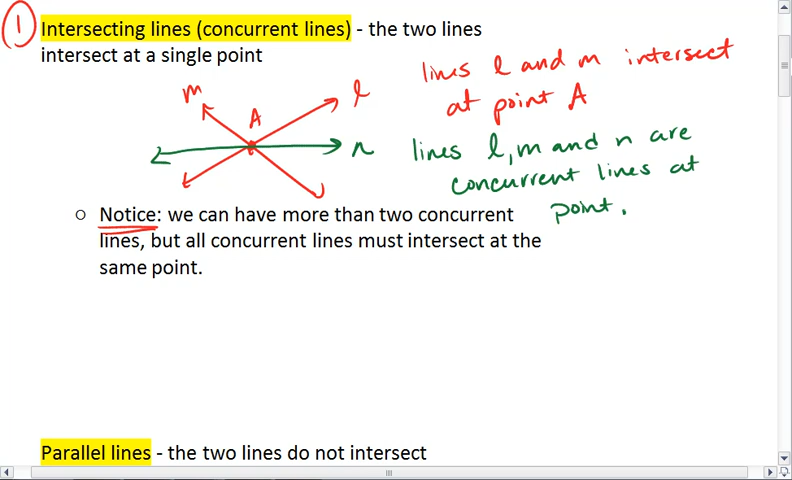 1 Intersecting lines (concurrent lines) - the two lines
intersect at a single point
lines l and m intersect
at point A
m
A
l
n
lines l, m and n are
concurrent lines at
point.
○ Notice: we can have more than two concurrent
lines, but all concurrent lines must intersect at the
same point.
Parallel lines - the two lines do not intersect